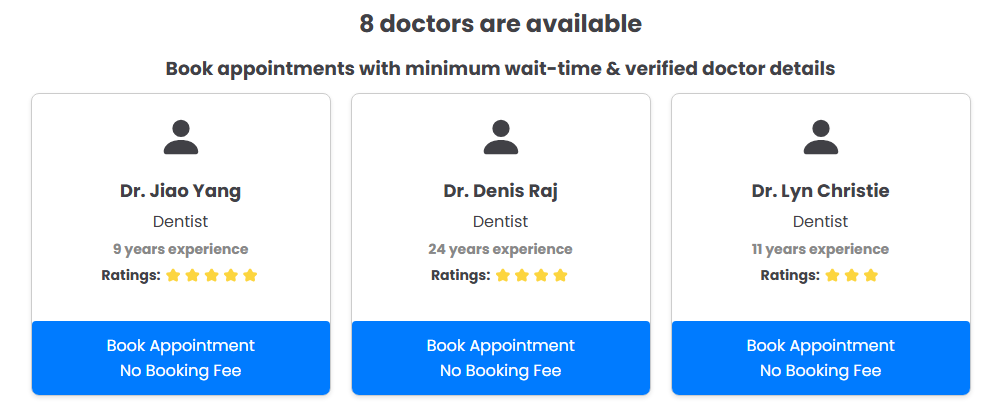 8 doctors are available
Book appointments with minimum wait-time & verified doctor details
Dr. Jiao Yang
Dentist
9 years experience
Ratings:
Book Appointment
No Booking Fee
Dr. Denis Raj
Dentist
24 years experience
Ratings:
Book Appointment
No Booking Fee
Dr. Lyn Christie
Dentist
11 years experience
Ratings:
Book Appointment
No Booking Fee